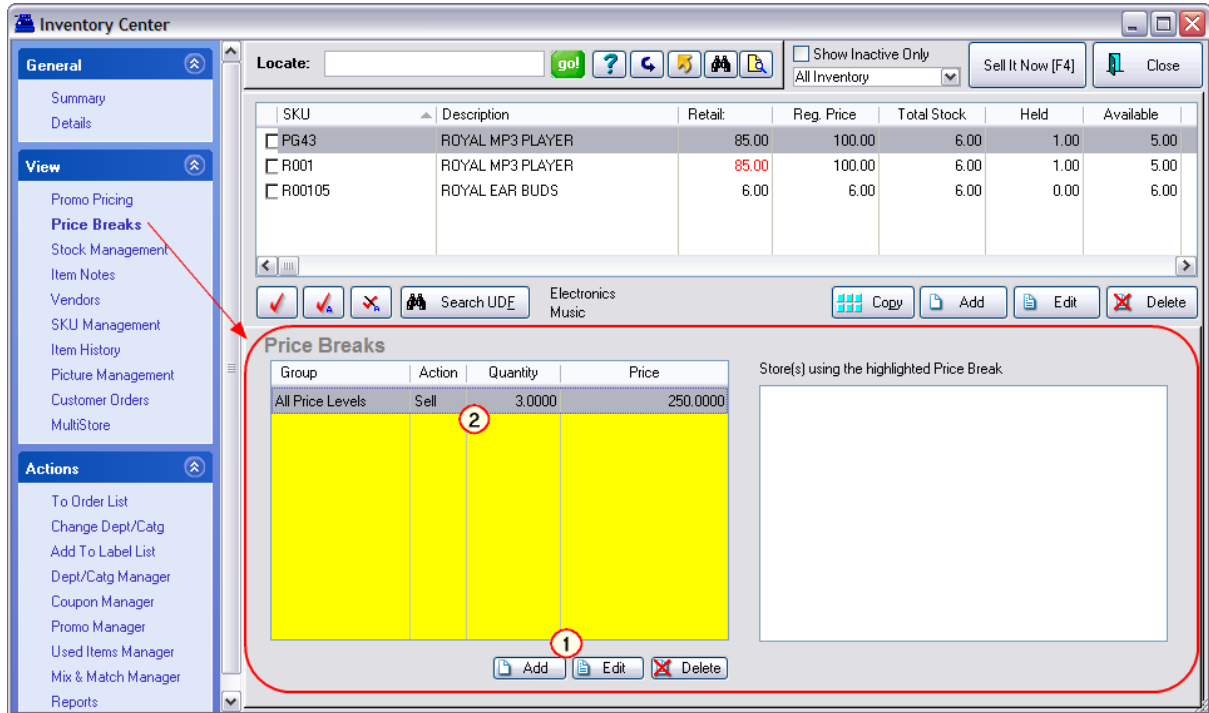 Inventory Center
General
Summary
Details
View
Promo Pricing
Price Breaks
Stock Management
Item Notes
Vendors
SKU Management
Item History
Picture Management
Customer Orders
MultiStore
Actions
To Order List
Change Dept/Catg
Add To Label List
Dept/Catg Manager
Coupon Manager
Promo Manager
Used Items Manager
Mix & Match Manager
Reports
Locate: go! ? Show Inactive Only
All Inventory
Sell It Now [F4] Close
SKU Description Retail: Reg. Price Total Stock Held Available
PG43 ROYAL MP3 PLAYER 85.00 100.00 6.00 1.00 5.00
R001 ROYAL MP3 PLAYER 85.00 100.00 6.00 1.00 5.00
R00105 ROYAL EAR BUDS 6.00 6.00 6.00 0.00 6.00
Search UDF Electronics
Music
Copy Add Edit Delete
Price Breaks
Group Action Quantity Price
All Price Levels Sell 3.0000 250.0000
2
1
Add Edit Delete
Store(s) using the highlighted Price Break